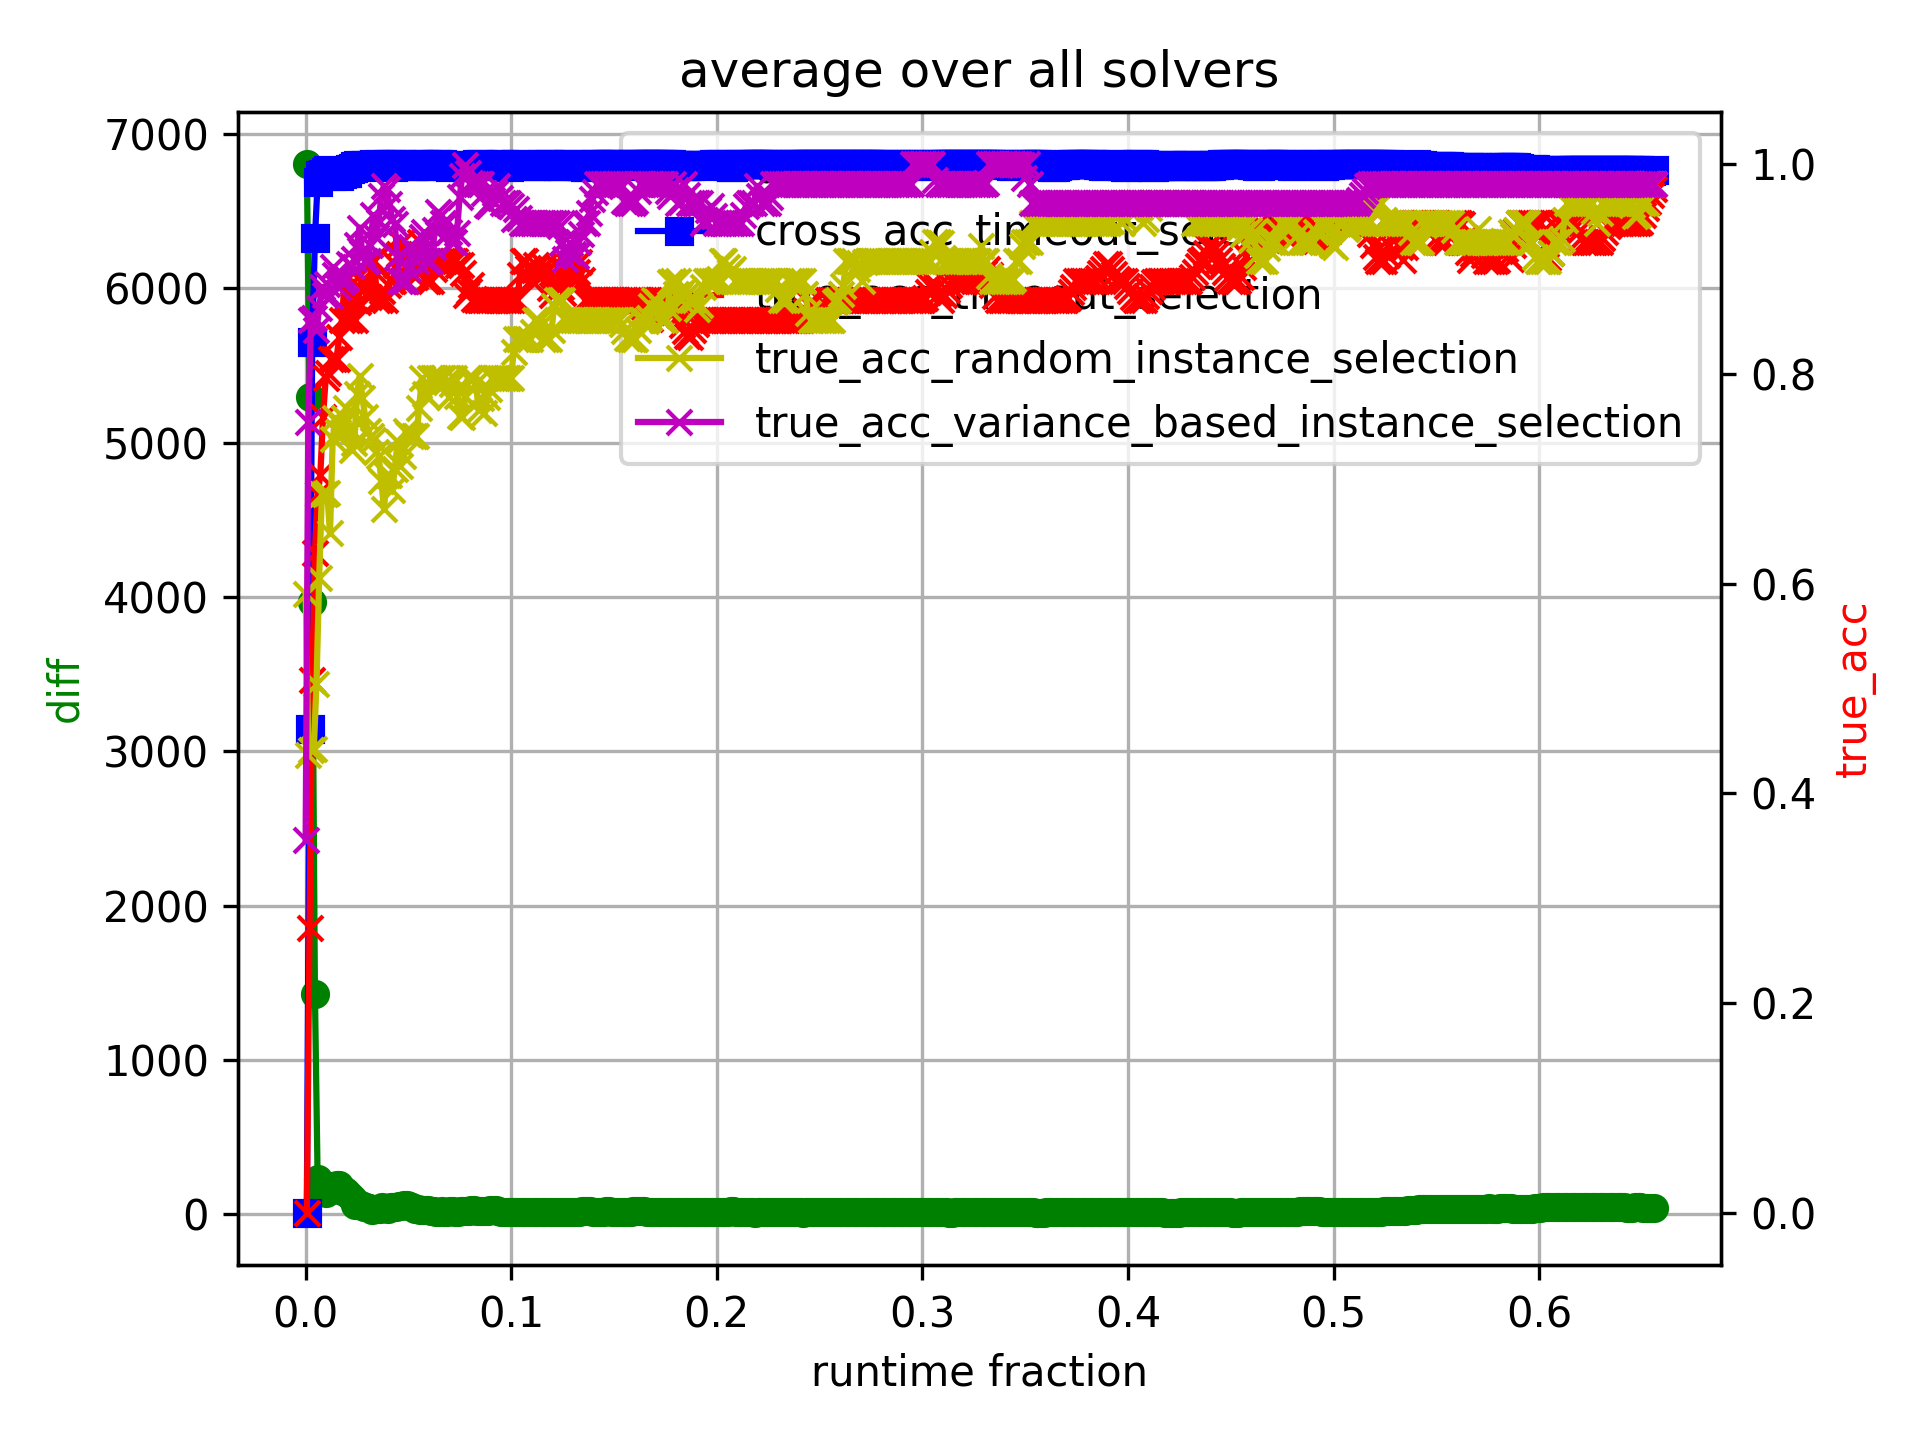 average over all solvers
7000
6000
5000
4000
3000
2000
1000
0
diff
1.0
0.8
0.6
0.4
0.2
0.0
true_acc
cross_acc_timeout
selection
true_acc_random_instance_selection
true_acc_variance_based_instance_selection
0.0 0.1 0.2 0.3 0.4 0.5 0.6
runtime fraction